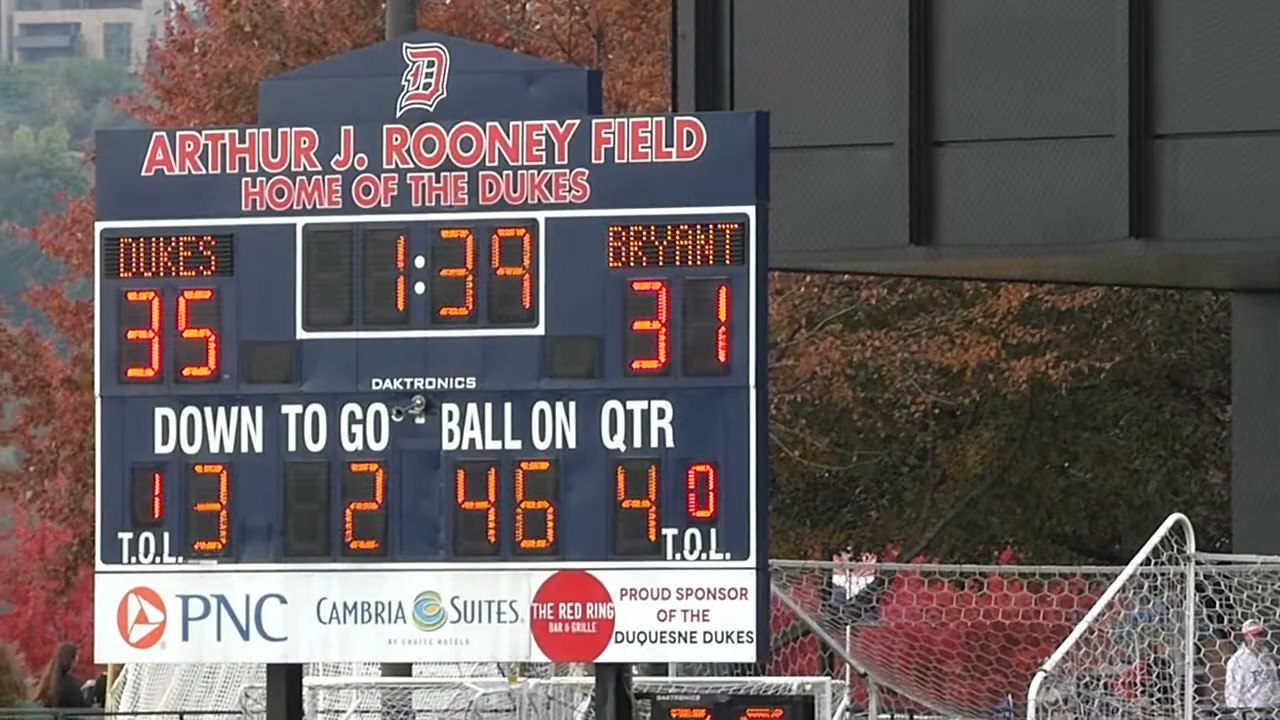 D
ARTHUR J. ROONEY FIELD
HOME OF THE DUKES
DUKES 1:39 BRYANT
35 31
DAKTRONICS
DOWN TO GO BALL ON QTR
1 3 2 46 4 0
T.O.L. T.O.L.
PNC
CAMBRIA SUITES
BY CHOICE HOTELS
THE RED RING
BAR & GRILLE
PROUD SPONSOR
OF THE
DUQUESNE DUKES
DAKTRONICS